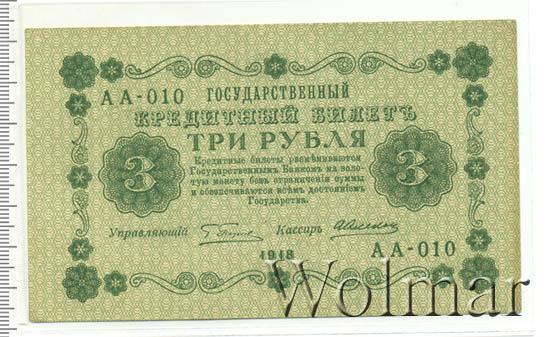 АА-010 ГОСУДАРСТВЕННЫЙ
КРЕДИТНЫЙ БИЛЕТЪ
ТРИ РУБЛЯ
3
Кредитные билеты размѣниваются
Государственнымъ Банкомъ на золо-
тую монету безъ ограниченія суммы
и обезпечиваются всѣмъ достояніемъ
Государства.
3
Управляющій Кассиръ
1918
АА-010
Wolmar